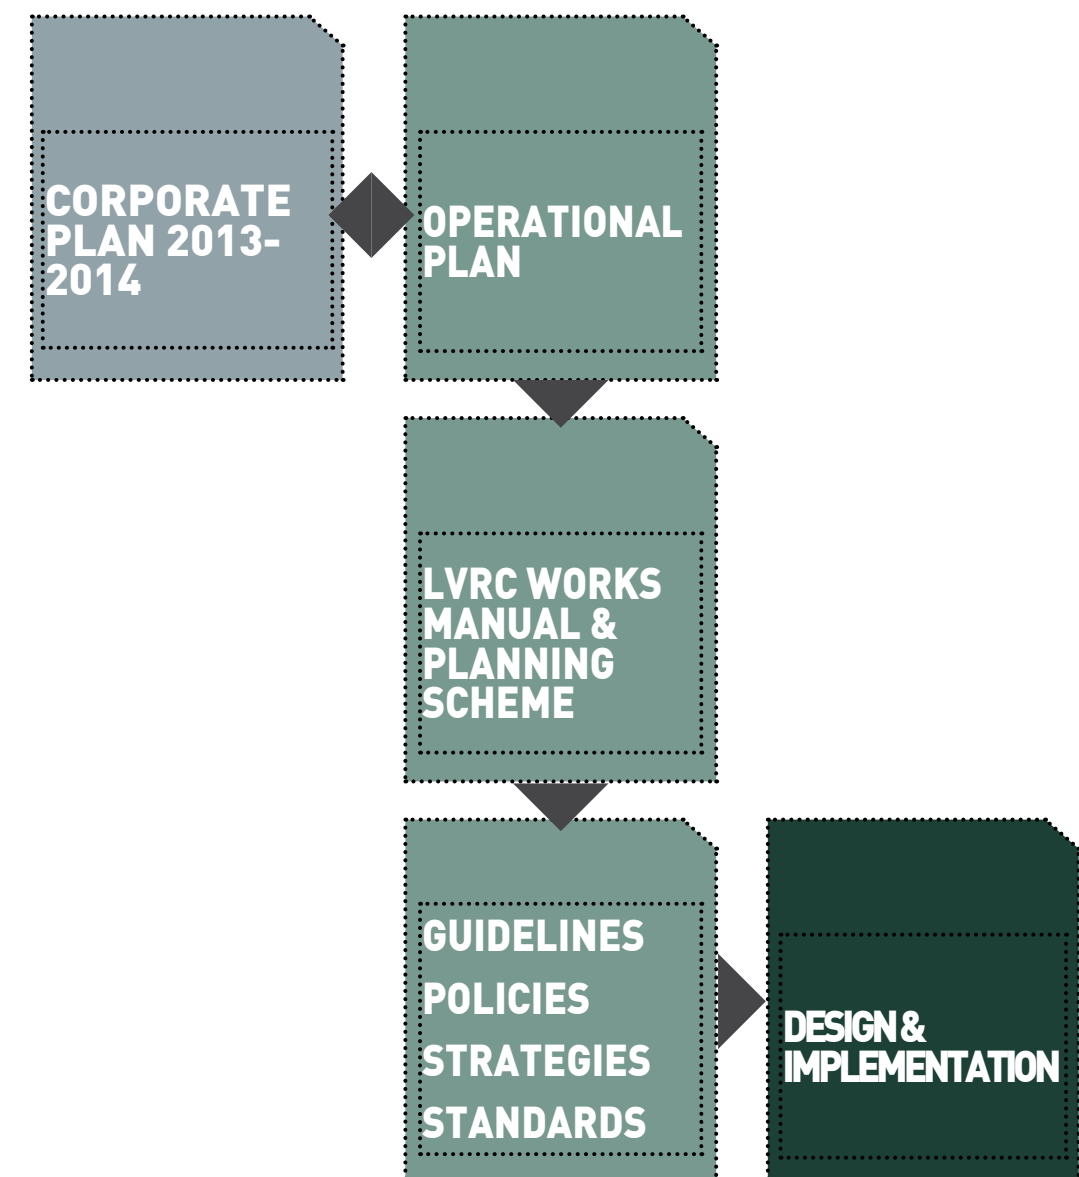 CORPORATE
PLAN 2013-
2014
OPERATIONAL
PLAN
LVRC WORKS
MANUAL &
PLANNING
SCHEME
GUIDELINES
POLICIES
STRATEGIES
STANDARDS
DESIGN &
IMPLEMENTATION